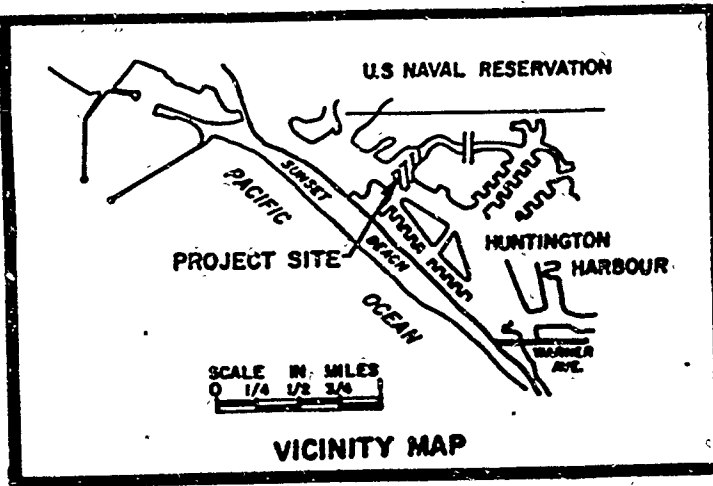 U.S NAVAL RESERVATION
SUNSET
BEACH
PACIFIC
OCEAN
PROJECT SITE
HUNTINGTON
HARBOUR
WARNER
AVE.
SCALE IN MILES
0 1/4 1/2 3/4 1
VICINITY MAP